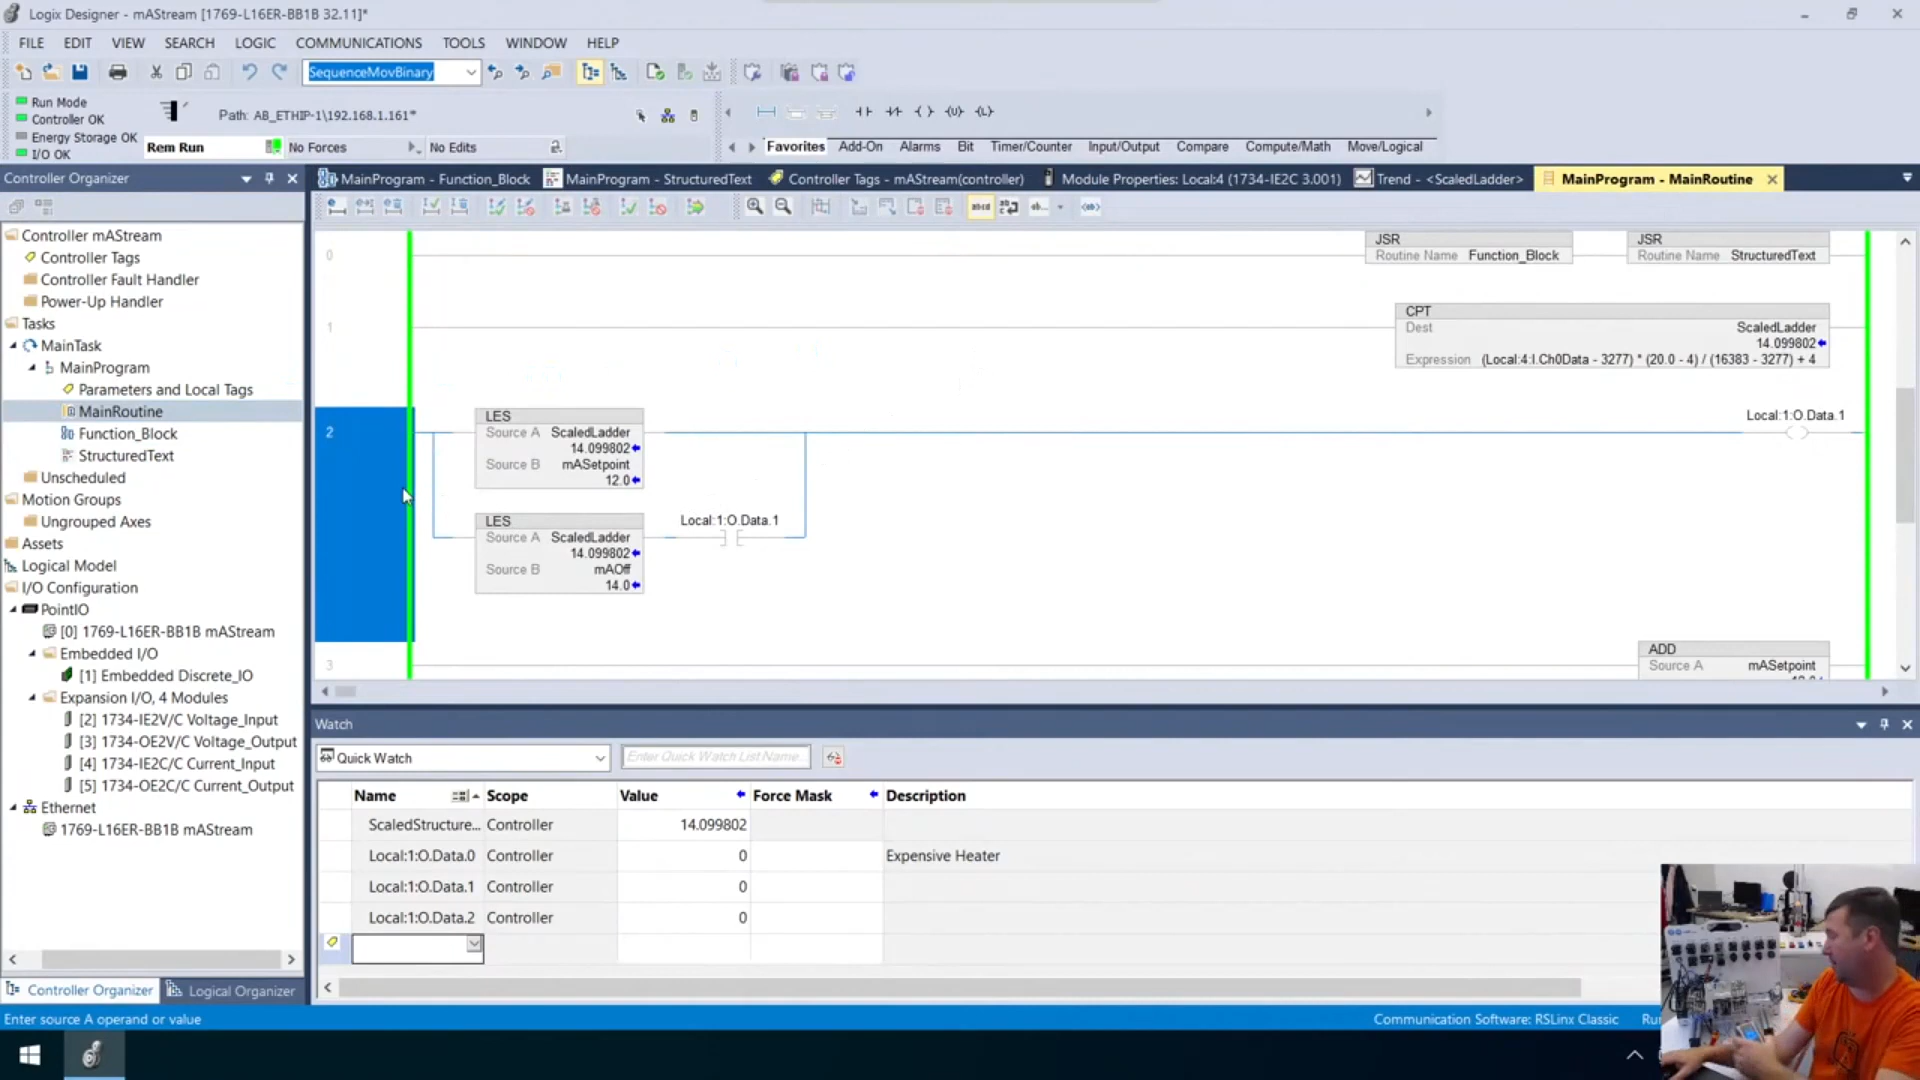 Logix Designer - mAStream [1769-L16ER-BB1B 32.11]*
FILE EDIT VIEW SEARCH LOGIC COMMUNICATIONS TOOLS WINDOW HELP
SequenceMovBinary
Run Mode
Controller OK
Energy Storage OK
I/O OK
Path: AB_ETHIP-1\192.168.1.161*
Rem Run No Forces No Edits
Favorites Add-On Alarms Bit Timer/Counter Input/Output Compare Compute/Math Move/Logical
Controller Organizer
MainProgram - Function_Block MainProgram - StructuredText Controller Tags - mAStream(controller) Module Properties: Local:4 (1734-IE2C 3.001) Trend - <ScaledLadder> MainProgram - MainRoutine
Controller mAStream
Controller Tags
Controller Fault Handler
Power-Up Handler
Tasks
MainTask
MainProgram
Parameters and Local Tags
MainRoutine
Function_Block
StructuredText
Unscheduled
Motion Groups
Ungrouped Axes
Assets
Logical Model
I/O Configuration
PointIO
[0] 1769-L16ER-BB1B mAStream
Embedded I/O
[1] Embedded Discrete_IO
Expansion I/O, 4 Modules
[2] 1734-IE2V/C Voltage_Input
[3] 1734-OE2V/C Voltage_Output
[4] 1734-IE2C/C Current_Input
[5] 1734-OE2C/C Current_Output
Ethernet
1769-L16ER-BB1B mAStream
Controller Organizer Logical Organizer
0
JSR
Routine Name Function_Block
JSR
Routine Name StructuredText
1
CPT
Dest ScaledLadder
14.099802
Expression (Local:4:I.Ch0Data - 3277) * (20.0 - 4) / (16383 - 3277) + 4
2
LES
Source A ScaledLadder
14.099802
Source B mASetpoint
12.0
Local:1:O.Data.1
LES
Source A ScaledLadder
14.099802
Source B mAOff
14.0
Local:1:O.Data.1
3
ADD
Source A mASetpoint
Watch
Quick Watch Enter Quick Watch List Name...
Name Scope Value Force Mask Description
ScaledStructure... Controller 14.099802
Local:1:O.Data.0 Controller 0 Expensive Heater
Local:1:O.Data.1 Controller 0
Local:1:O.Data.2 Controller 0
Enter source A operand or value
Communication Software: RSLinx Classic